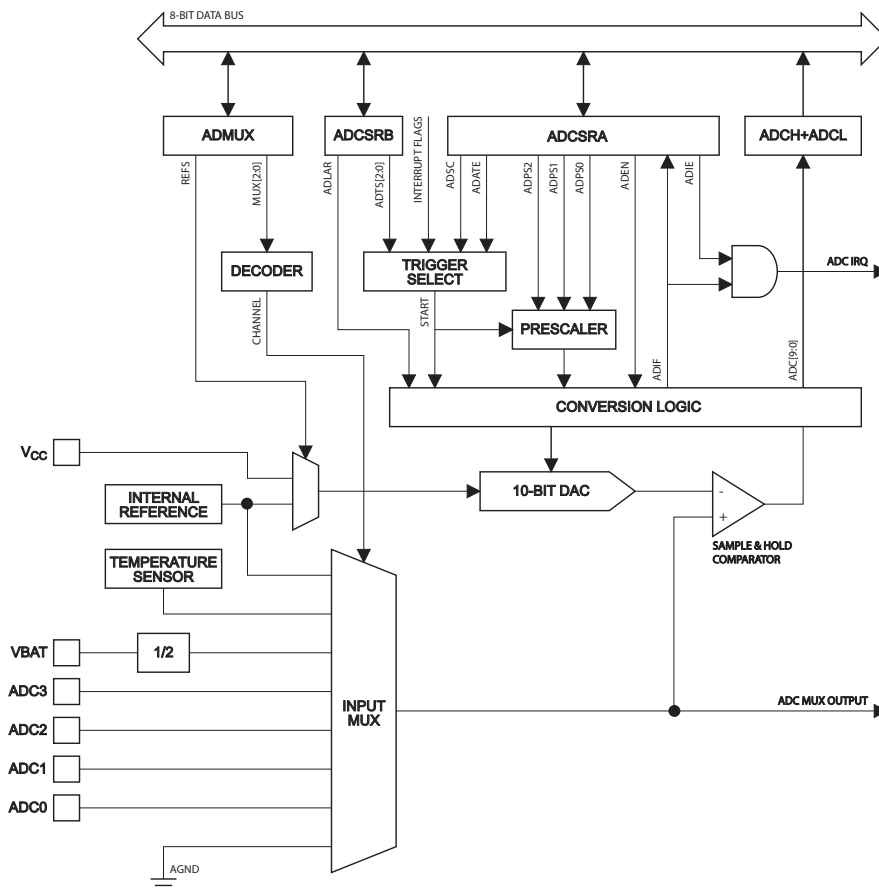 8-BIT DATA BUS
ADMUX
ADCSRB
ADCSRA
ADCH+ADCL
REFS
MUX[2:0]
ADLAR
ADTS[2:0]
INTERRUPT FLAGS
ADSC
ADATE
ADPS2
ADPS1
ADPS0
ADEN
ADIE
DECODER
TRIGGER
SELECT
ADC IRQ
CHANNEL
START
PRESCALER
ADIF
ADC[9:0]
CONVERSION LOGIC
VCC
INTERNAL
REFERENCE
10-BIT DAC
-
+
SAMPLE & HOLD
COMPARATOR
TEMPERATURE
SENSOR
VBAT
1/2
ADC3
INPUT
MUX
ADC MUX OUTPUT
ADC2
ADC1
ADC0
AGND